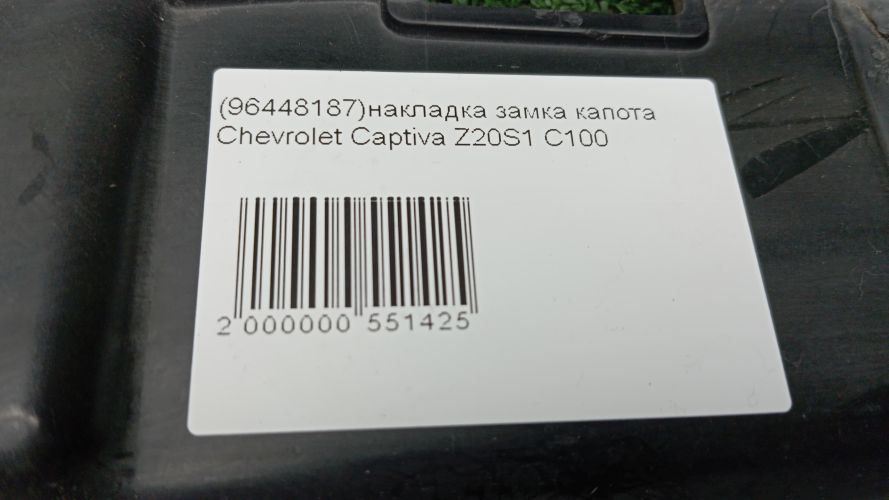 (96448187)накладка замка капота
Chevrolet Captiva Z20S1 C100
2 000000 551425